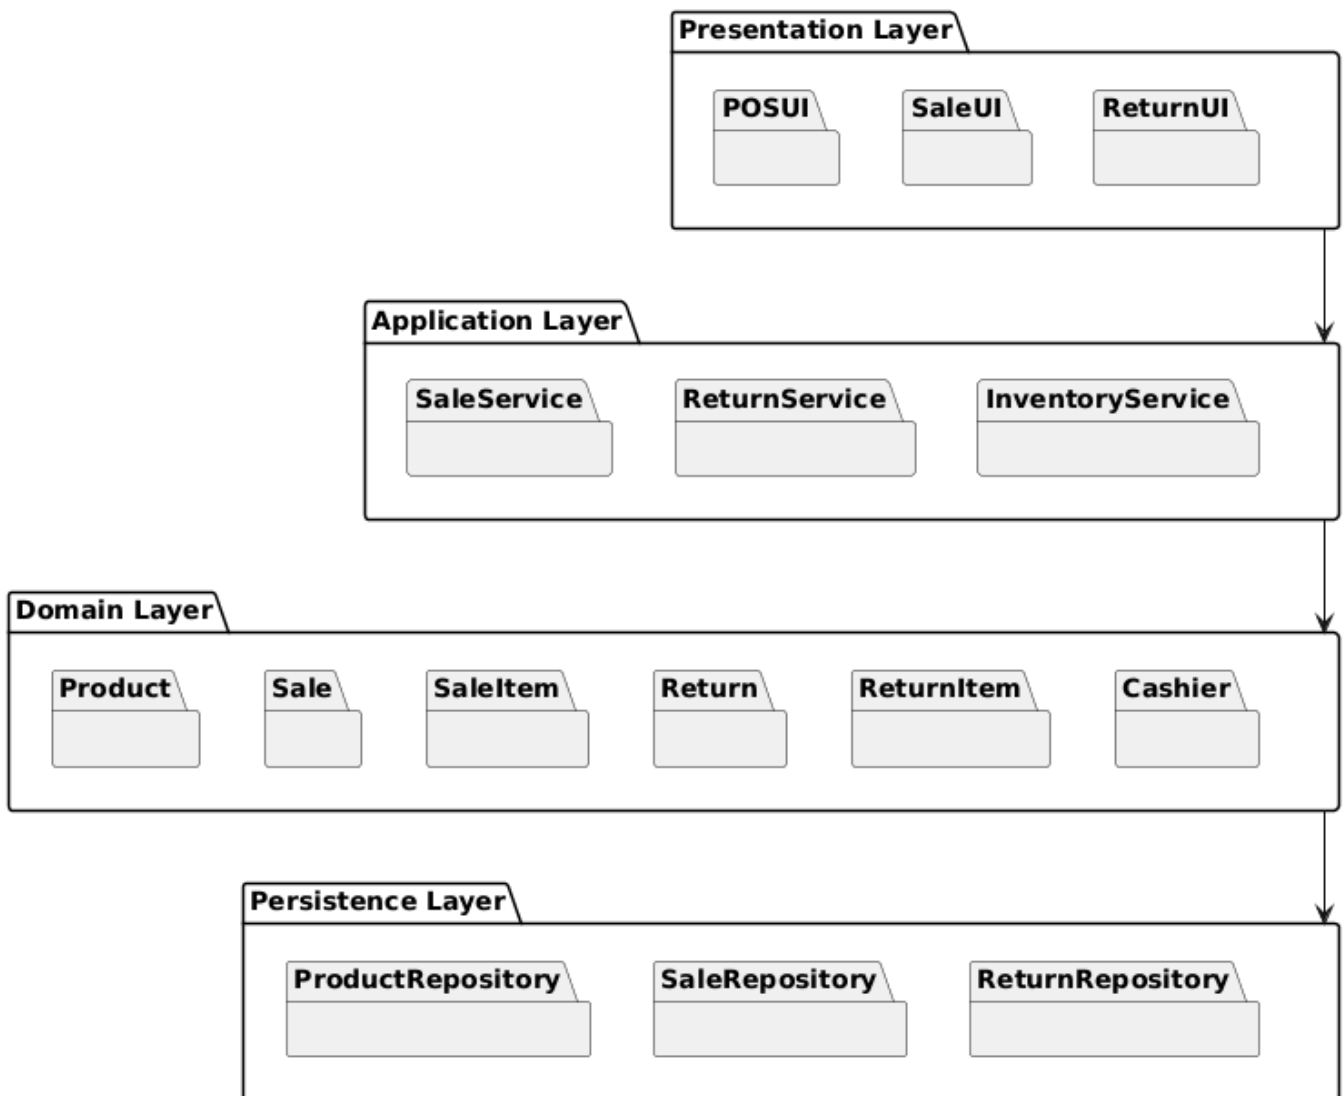 Presentation Layer
POSUI
SaleUI
ReturnUI
Application Layer
SaleService
ReturnService
InventoryService
Domain Layer
Product
Sale
SaleItem
Return
ReturnItem
Cashier
Persistence Layer
ProductRepository
SaleRepository
ReturnRepository